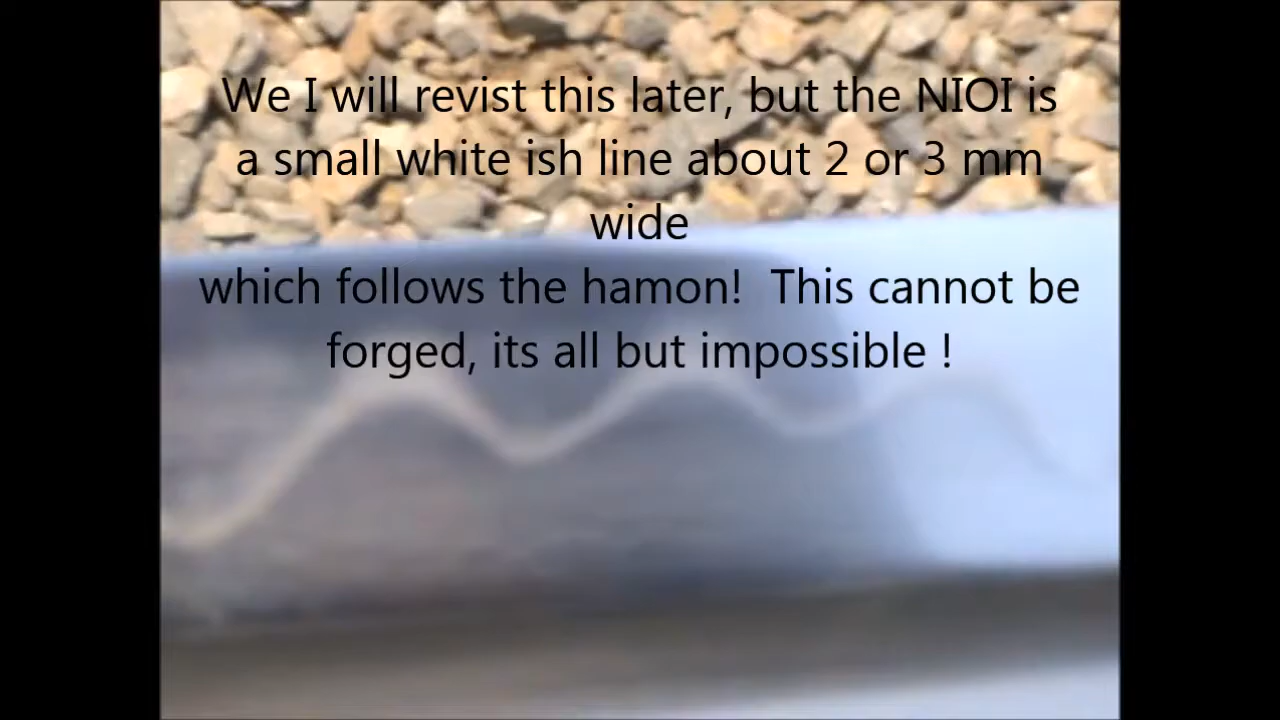 We I will revist this later, but the NIOI is
a small white ish line about 2 or 3 mm
wide
which follows the hamon!  This cannot be
forged, its all but impossible !